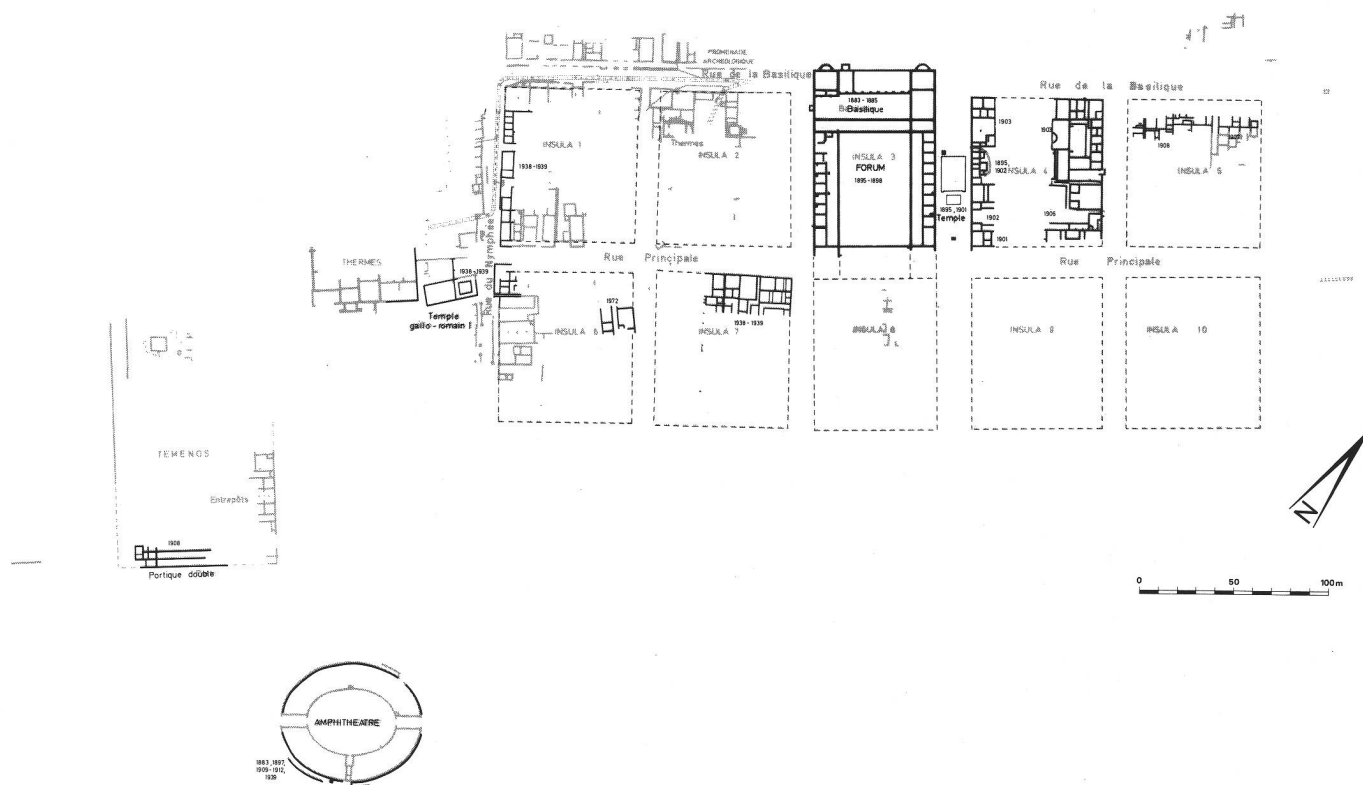 PROMENADE
ARCHEOLOGIQUE
Rue de la Basilique
Rue de la Basilique
1883-1885
Basilique
INSULA 1
1938-1939
Thermes
INSULA 2
INSULA 3
FORUM
1895-1898
1895, 1901
Temple
1903
1903
1895,
1902
INSULA 4
1902
1906
1901
1908
INSULA 5
Rue du Nymphée
Rue Principale
Rue Principale
THERMES
1938-1939
Temple
gallo-romain 1
1972
INSULA 6
INSULA 7
1938-1939
INSULA 8
INSULA 9
INSULA 10
TEMENOS
Entrepôts
1908
Portique double
N
0 50 100m
AMPHITHEATRE
1883, 1897,
1909-1912,
1939